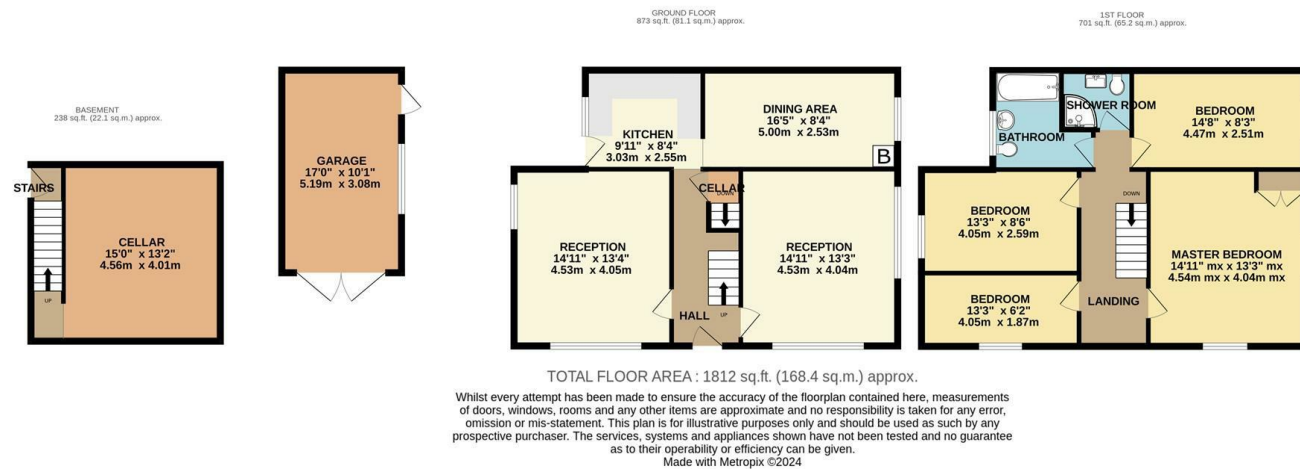 BASEMENT
238 sq.ft. (22.1 sq.m.) approx.
STAIRS
UP
CELLAR
15'0" x 13'2"
4.56m x 4.01m
GARAGE
17'0" x 10'1"
5.19m x 3.08m
GROUND FLOOR
873 sq.ft. (81.1 sq.m.) approx.
KITCHEN
9'11" x 8'4"
3.03m x 2.55m
DINING AREA
16'5" x 8'4"
5.00m x 2.53m
B
CELLAR
DOWN
RECEPTION
14'11" x 13'4"
4.53m x 4.05m
RECEPTION
14'11" x 13'3"
4.53m x 4.04m
HALL
UP
1ST FLOOR
701 sq.ft. (65.2 sq.m.) approx.
SHOWER ROOM
BATHROOM
BEDROOM
14'8" x 8'3"
4.47m x 2.51m
DOWN
BEDROOM
13'3" x 8'6"
4.05m x 2.59m
MASTER BEDROOM
14'11" mx x 13'3" mx
4.54m mx x 4.04m mx
BEDROOM
13'3" x 6'2"
4.05m x 1.87m
LANDING
TOTAL FLOOR AREA : 1812 sq.ft. (168.4 sq.m.) approx.
Whilst every attempt has been made to ensure the accuracy of the floorplan contained here, measurements
of doors, windows, rooms and any other items are approximate and no responsibility is taken for any error,
omission or mis-statement. This plan is for illustrative purposes only and should be used as such by any
prospective purchaser. The services, systems and appliances shown have not been tested and no guarantee
as to their operability or efficiency can be given.
Made with Metropix ©2024